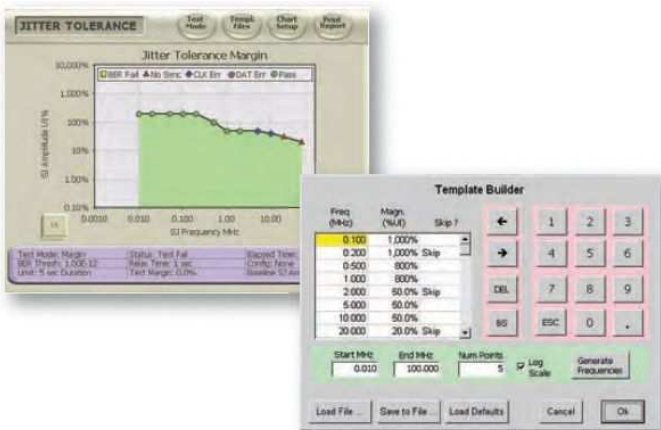 JITTER TOLERANCE
Test Mode
Templ. Files
Chart Setup
Print Report
Jitter Tolerance Margin
10,000%
BER Fail No Sync CLK Err DAT Err Pass
1,000%
100%
10%
1.00%
0.10%
SJ Amplitude UI%
0.0010 0.010 0.100 1.00 10.00
SJ Frequency MHz
Test Mode: Margin
BER Thresh: 1.00E-12
Limit: 5 sec Duration
Status: Test Fail
Relax Time: 1 sec
Test Margin: 0.0%
Elapsed Time:
Config: None
Baseline SJ
Template Builder
Freq. (MHz) Magn. (%UI) Skip ?
0.100 1,000%
0.200 1,000% Skip
0.500 800%
1.000 800%
2.000 50.0% Skip
5.000 50.0%
10.000 50.0%
20.000 20.0% Skip
1 2 3
4 5 6
DEL 7 8 9
BS ESC 0 .
Start MHz End MHz Num Points
0.010 100.000 5
Log Scale
Generate Frequencies
Load File ... Save to File ... Load Defaults Cancel Ok